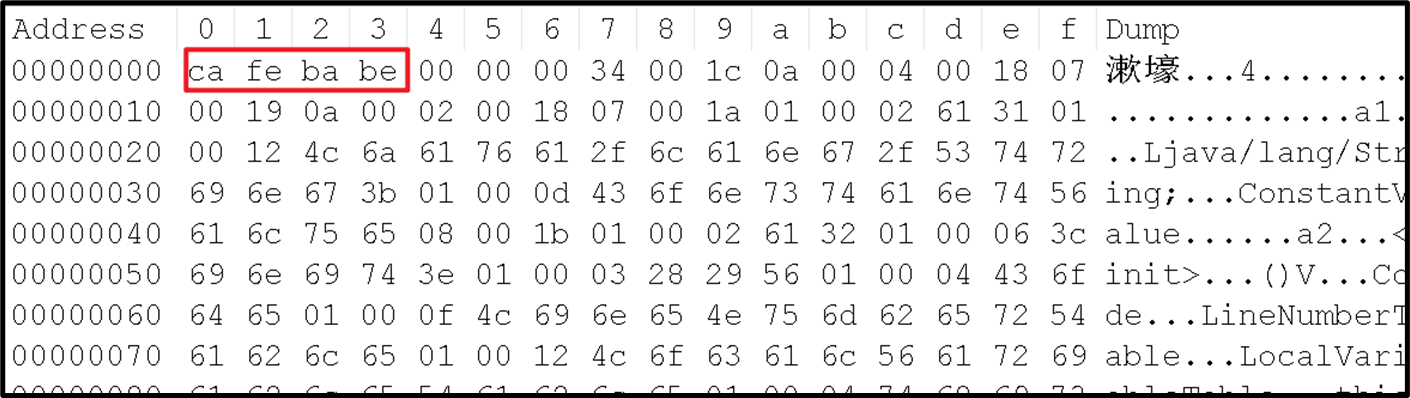 Address 0 1 2 3 4 5 6 7 8 9 a b c d e f Dump
00000000 ca fe ba be 00 00 00 34 00 1c 0a 00 04 00 18 07 漱壕...4........
00000010 00 19 0a 00 02 00 18 07 00 1a 01 00 02 61 31 01 .............a1.
00000020 00 12 4c 6a 61 76 61 2f 6c 61 6e 67 2f 53 74 72 ..Ljava/lang/Str
00000030 69 6e 67 3b 01 00 0d 43 6f 6e 73 74 61 6e 74 56 ing;...ConstantV
00000040 61 6c 75 65 08 00 1b 01 00 02 61 32 01 00 06 3c alue......a2...<
00000050 69 6e 69 74 3e 01 00 03 28 29 56 01 00 04 43 6f init>...()V...Co
00000060 64 65 01 00 0f 4c 69 6e 65 4e 75 6d 62 65 72 54 de...LineNumberT
00000070 61 62 6c 65 01 00 12 4c 6f 63 61 6c 56 61 72 69 able...LocalVari